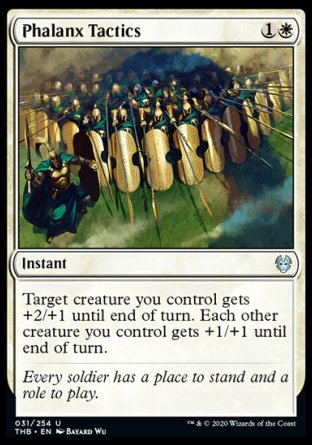 Phalanx Tactics 1
Instant
Target creature you control gets
+2/+1 until end of turn. Each other
creature you control gets +1/+1 until
end of turn.
Every soldier has a place to stand and a
role to play.
031/254 U
THB • EN Bayard Wu
™ & © 2020 Wizards of the Coast